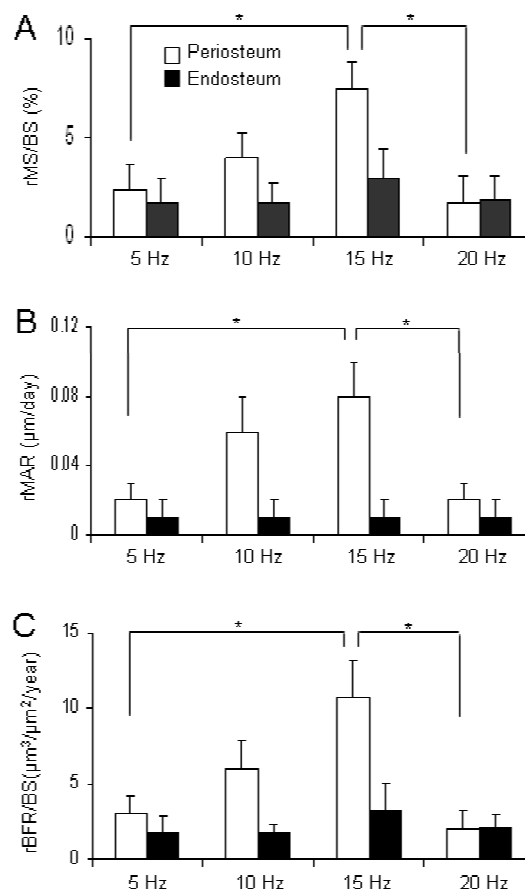 A
* *
10
Periosteum
Endosteum
rMS/BS (%)
5
0
5 Hz 10 Hz 15 Hz 20 Hz
B
0.12
* *
0.08
rMAR (µm/day)
0.04
0
5 Hz 10 Hz 15 Hz 20 Hz
C
15
* *
10
rBFR/BS(µm³/µm²/year)
5
0
5 Hz 10 Hz 15 Hz 20 Hz